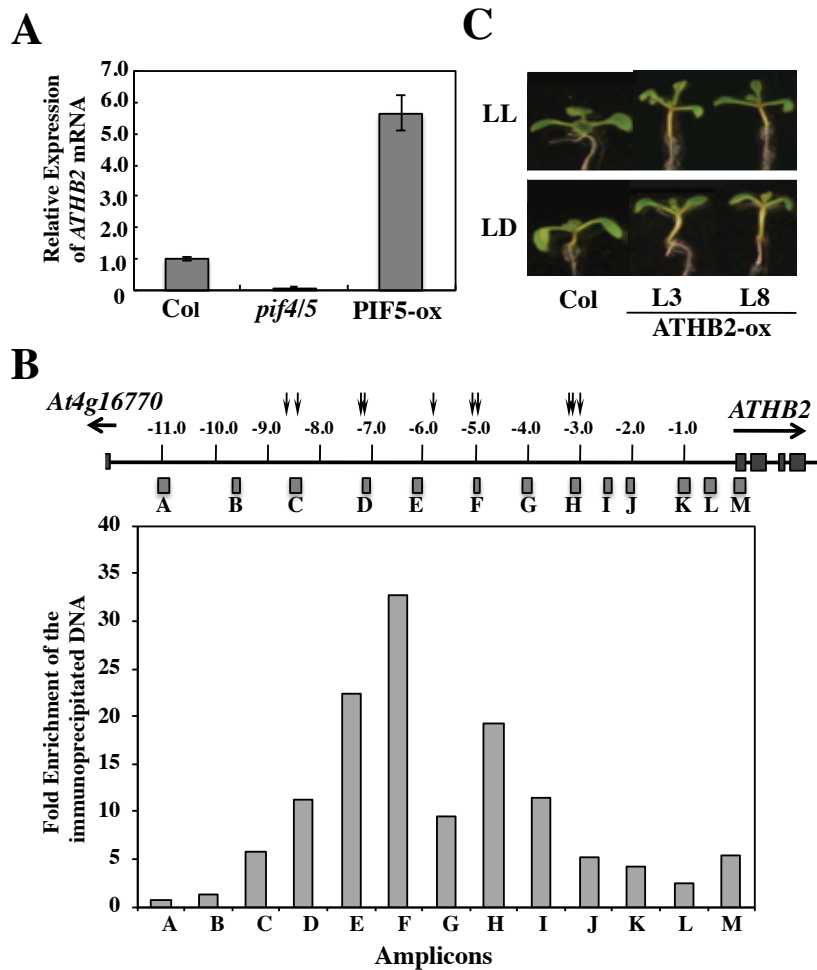 A
Relative Expression
of ATHB2 mRNA
7.0
6.0
5.0
4.0
3.0
2.0
1.0
0
Col
pif4/5
PIF5-ox
C
LL
LD
Col
L3
L8
ATHB2-ox
B
At4g16770
ATHB2
-11.0 -10.0 -9.0 -8.0 -7.0 -6.0 -5.0 -4.0 -3.0 -2.0 -1.0
A B C D E F G H I J K L M
Fold Enrichment of the
immunoprecipitated DNA
40
35
30
25
20
15
10
5
0
A B C D E F G H I J K L M
Amplicons